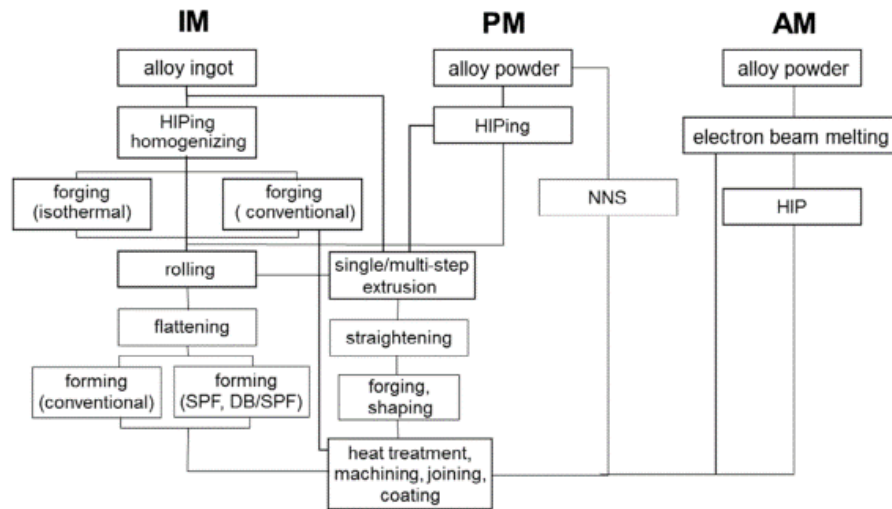 IM
PM
AM
alloy ingot
alloy powder
alloy powder
HIPing
homogenizing
HIPing
electron beam melting
forging
(isothermal)
forging
( conventional)
NNS
HIP
rolling
single/multi-step
extrusion
flattening
straightening
forming
(conventional)
forming
(SPF, DB/SPF)
forging,
shaping
heat treatment,
machining, joining,
coating